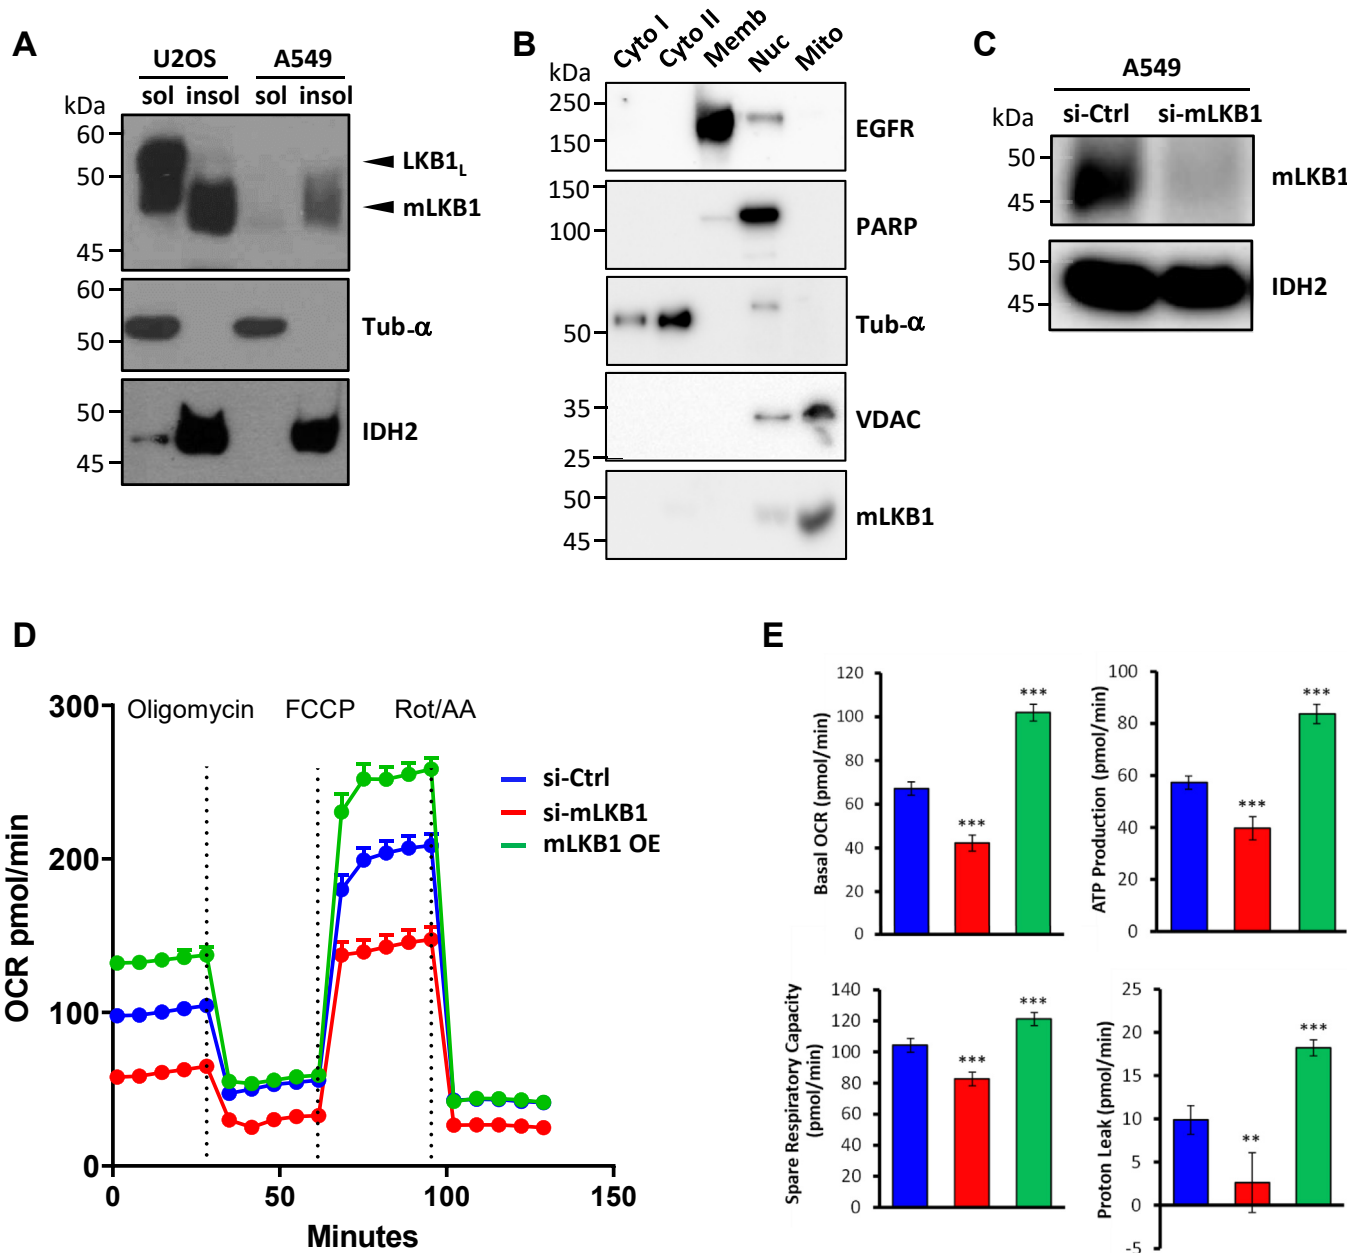 A
U2OS A549
kDa sol insol sol insol
60
50
45
LKB1L
mLKB1
60
50
Tub-α
50
45
IDH2
B
Cyto I Cyto II Memb Nuc Mito
kDa
250
150
EGFR
150
100
PARP
50
Tub-α
35
25
VDAC
50
45
mLKB1
C
A549
kDa si-Ctrl si-mLKB1
50
45
mLKB1
50
45
IDH2
D
Oligomycin FCCP Rot/AA
si-Ctrl
si-mLKB1
mLKB1 OE
OCR pmol/min
300
200
100
0
0 50 100 150
Minutes
E
Basal OCR (pmol/min)
120
100
80
60
40
20
0
***
***
ATP Production (pmol/min)
100
80
60
40
20
0
***
***
Spare Respiratory Capacity
(pmol/min)
140
120
100
80
60
40
20
0
***
***
Proton Leak (pmol/min)
25
20
15
10
5
0
-5
**
***